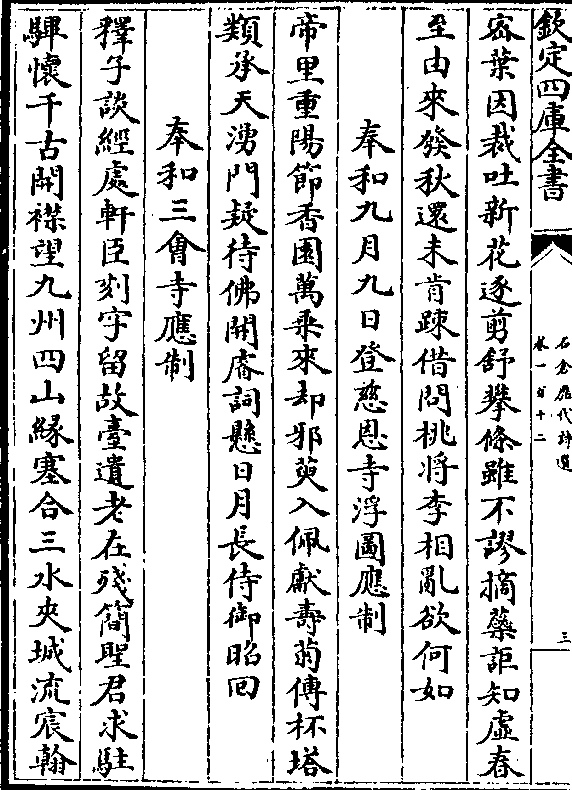 欽定四庫全書
石倉歷代詩選
卷一百十二
三
密葉因裁吐新花逐剪舒攀條雖不謬摘蘂詎知虛春
至由來發秋還未肯踈借問桃將李相亂欲何如
奉和九月九日登慈恩寺浮圖應制
帝里重陽節香園萬乗來却邪萸入佩獻壽菊傅杯塔
類承天湧門疑待佛開睿詞懸日月長侍御昭回
奉和三會寺應制
釋子談經處軒臣刻字留故臺遺老在殘簡聖君求駐
驆懷千古開襟望九州四山緣塞合三水夾城流宸翰